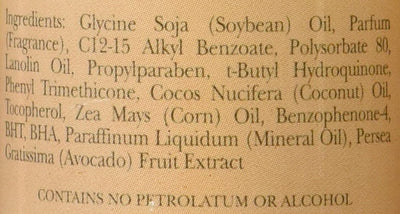 Ingredients: Glycine Soja (Soybean) Oil, Parfum
(Fragrance), C12-15 Alkyl Benzoate, Polysorbate 80,
Lanolin Oil, Propylparaben, t-Butyl Hydroquinone,
Phenyl Trimethicone, Cocos Nucifera (Coconut) Oil,
Tocopherol, Zea Mays (Corn) Oil, Benzophenone-4,
BHT, BHA, Paraffinum Liquidum (Mineral Oil), Persea
Gratissima (Avocado) Fruit Extract
CONTAINS NO PETROLATUM OR ALCOHOL